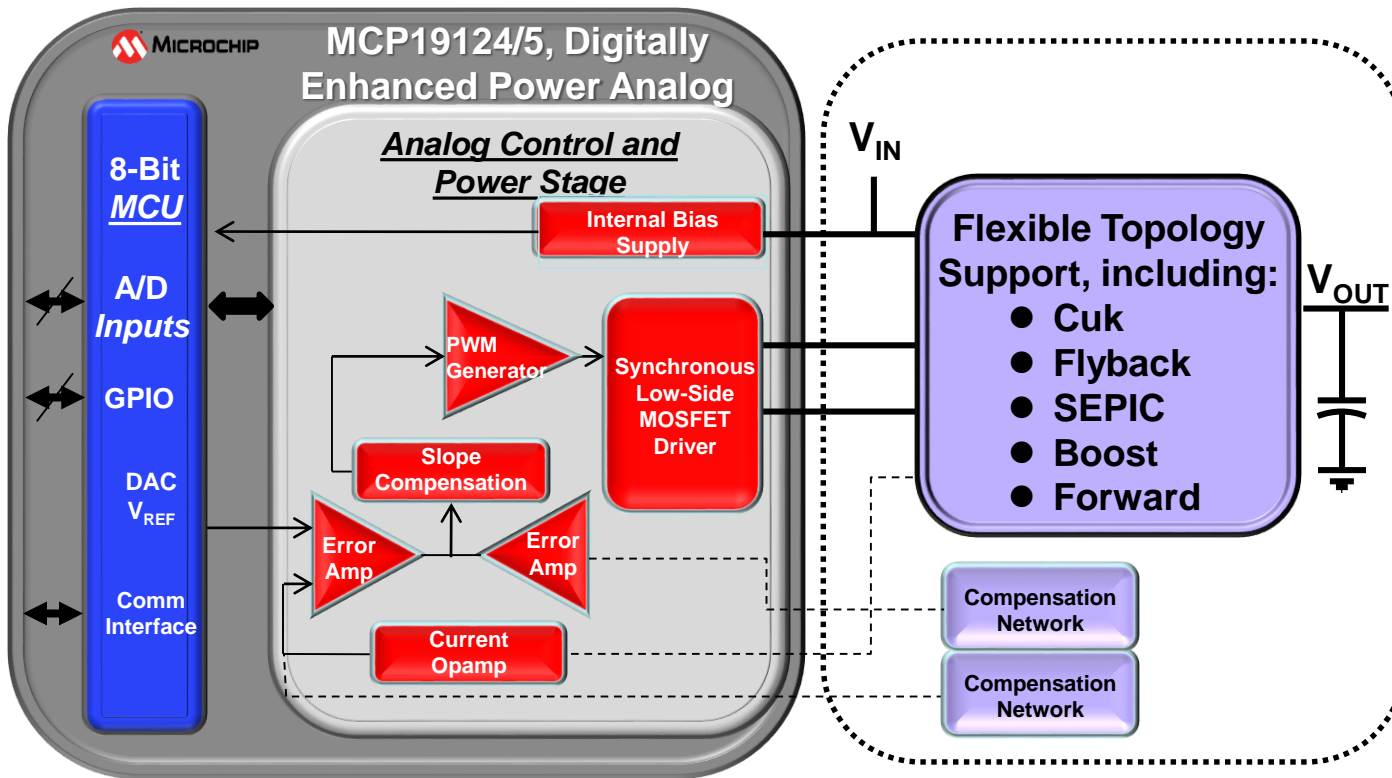 MICROCHIP
MCP19124/5, Digitally
Enhanced Power Analog
8-Bit
MCU
A/D
Inputs
GPIO
DAC
VREF
Comm
Interface
Analog Control and
Power Stage
Internal Bias
Supply
PWM
Generator
Synchronous
Low-Side
MOSFET
Driver
Slope
Compensation
Error
Amp
Error
Amp
Current
Opamp
VIN
Flexible Topology
Support, including:
● Cuk
● Flyback
● SEPIC
● Boost
● Forward
VOUT
Compensation
Network
Compensation
Network